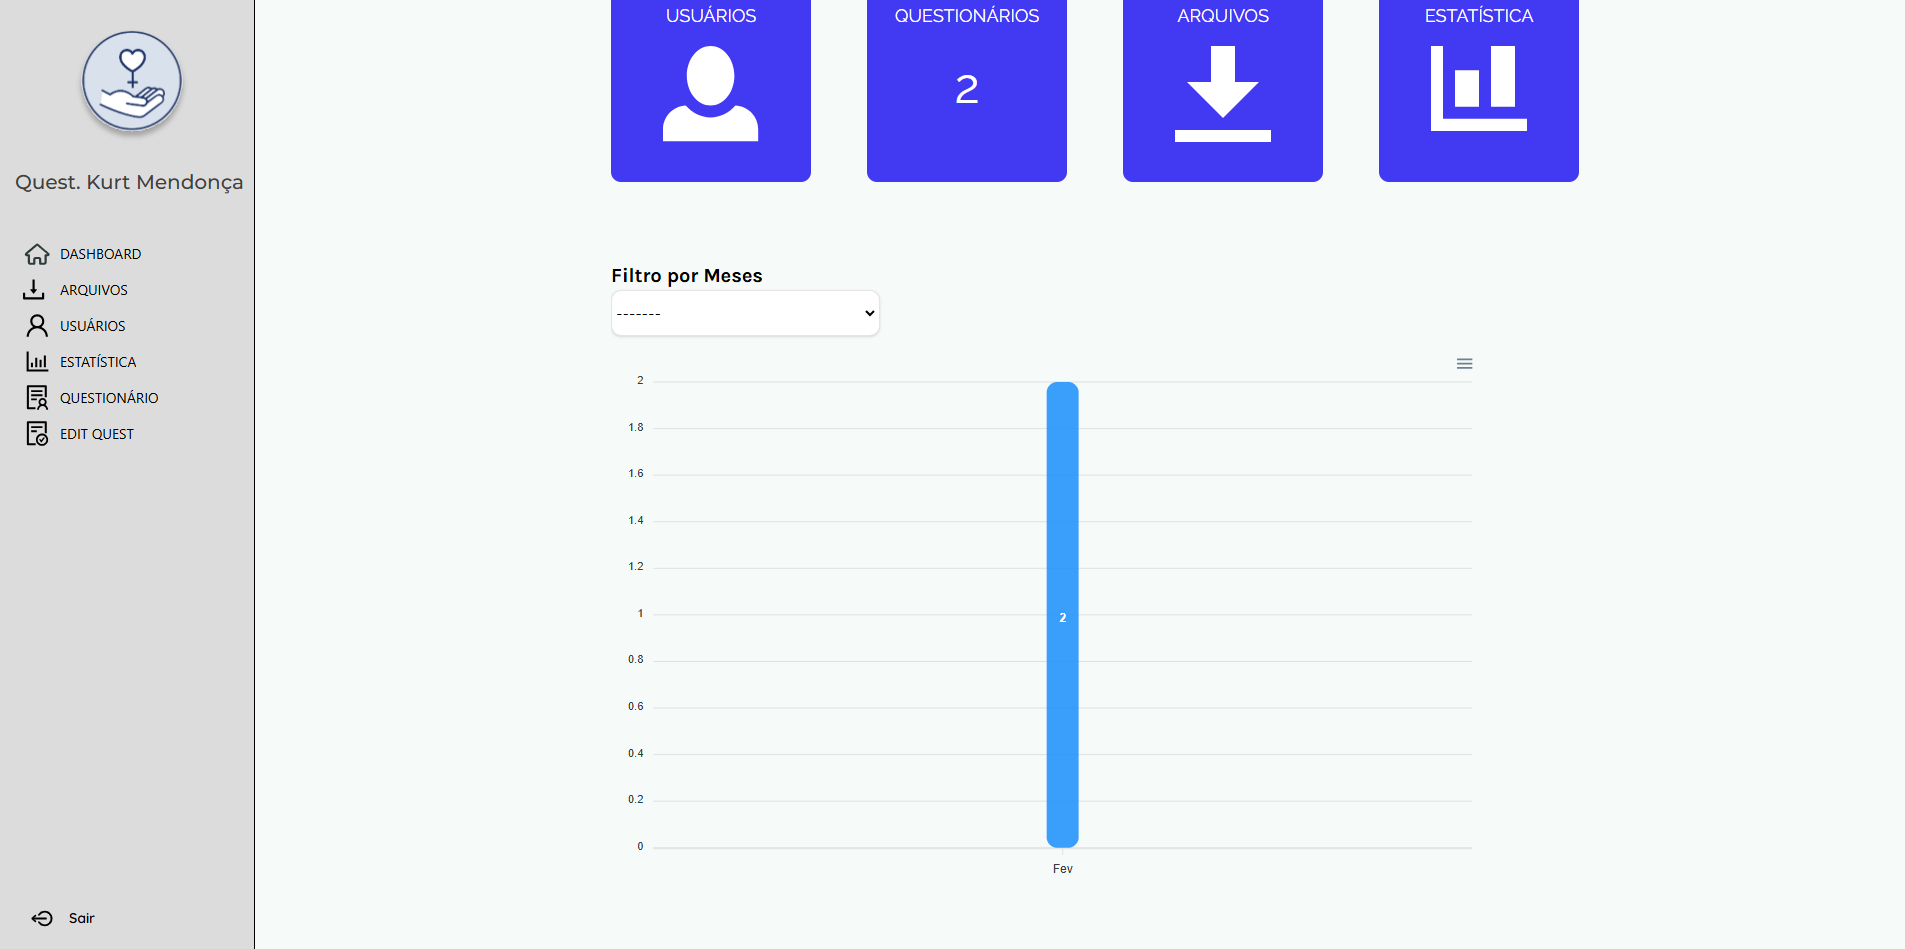 Quest. Kurt Mendonça
DASHBOARD
ARQUIVOS
USUÁRIOS
ESTATÍSTICA
QUESTIONÁRIO
EDIT QUEST
Sair
USUÁRIOS
QUESTIONÁRIOS
2
ARQUIVOS
ESTATÍSTICA
Filtro por Meses
-------
2
1.8
1.6
1.4
1.2
1
0.8
0.6
0.4
0.2
0
2
Fev